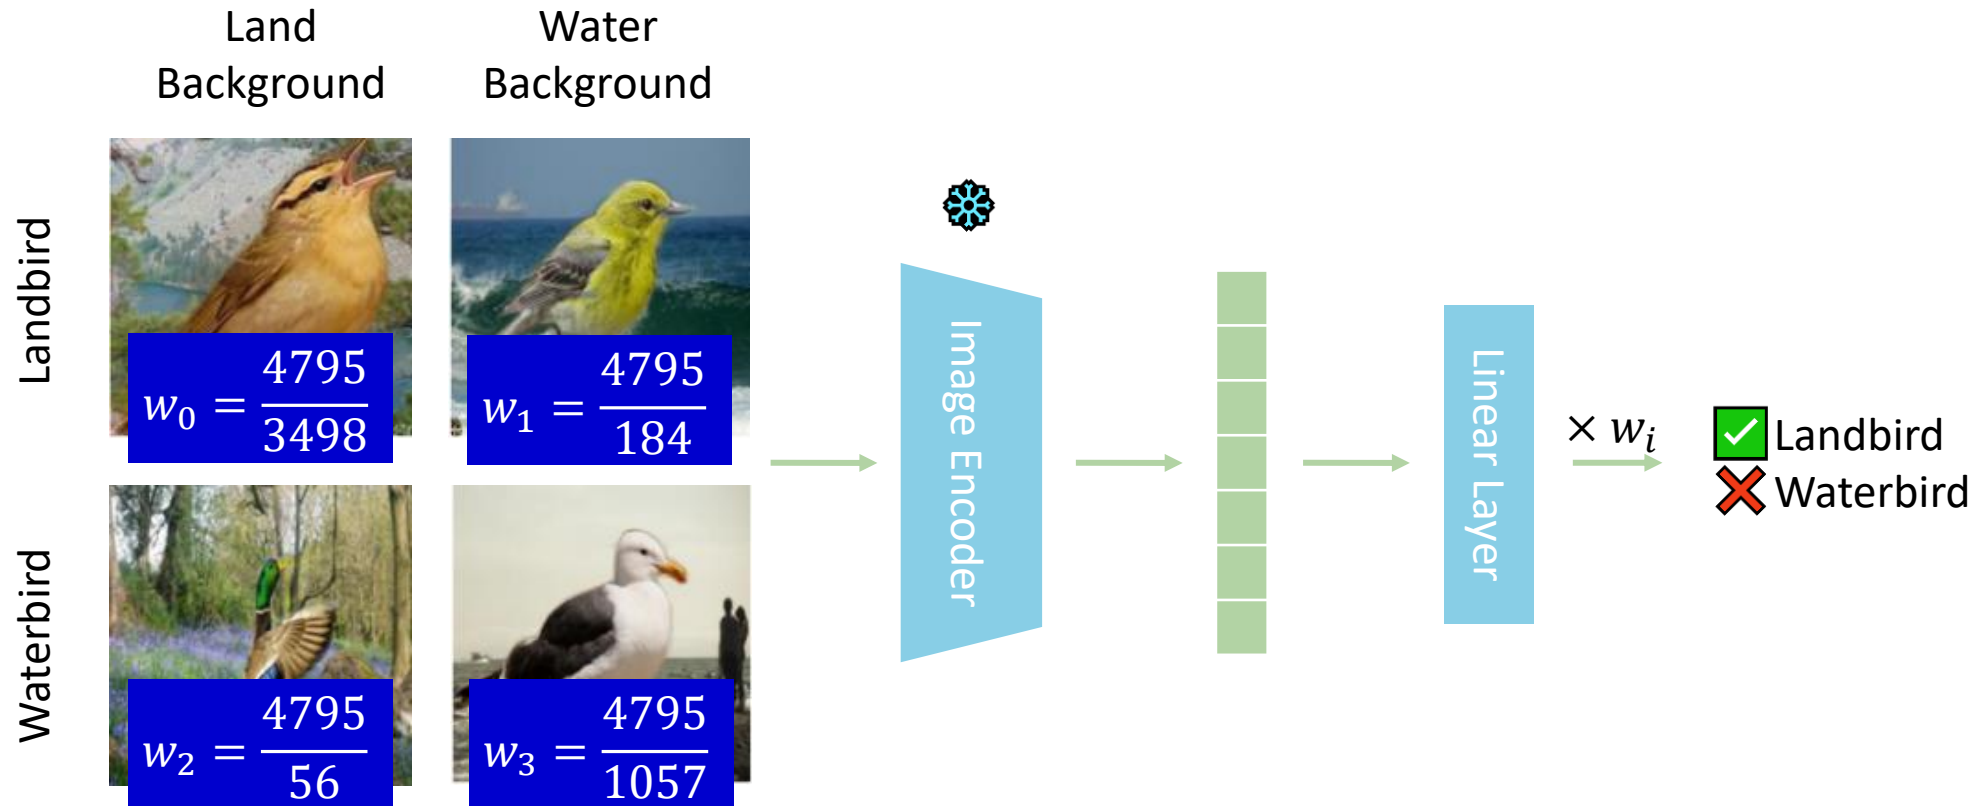 Land
Background
Water
Background
Landbird
w₀ = 4795/3498
w₁ = 4795/184
Waterbird
w₂ = 4795/56
w₃ = 4795/1057
Image Encoder
Linear Layer
× wᵢ
Landbird
Waterbird